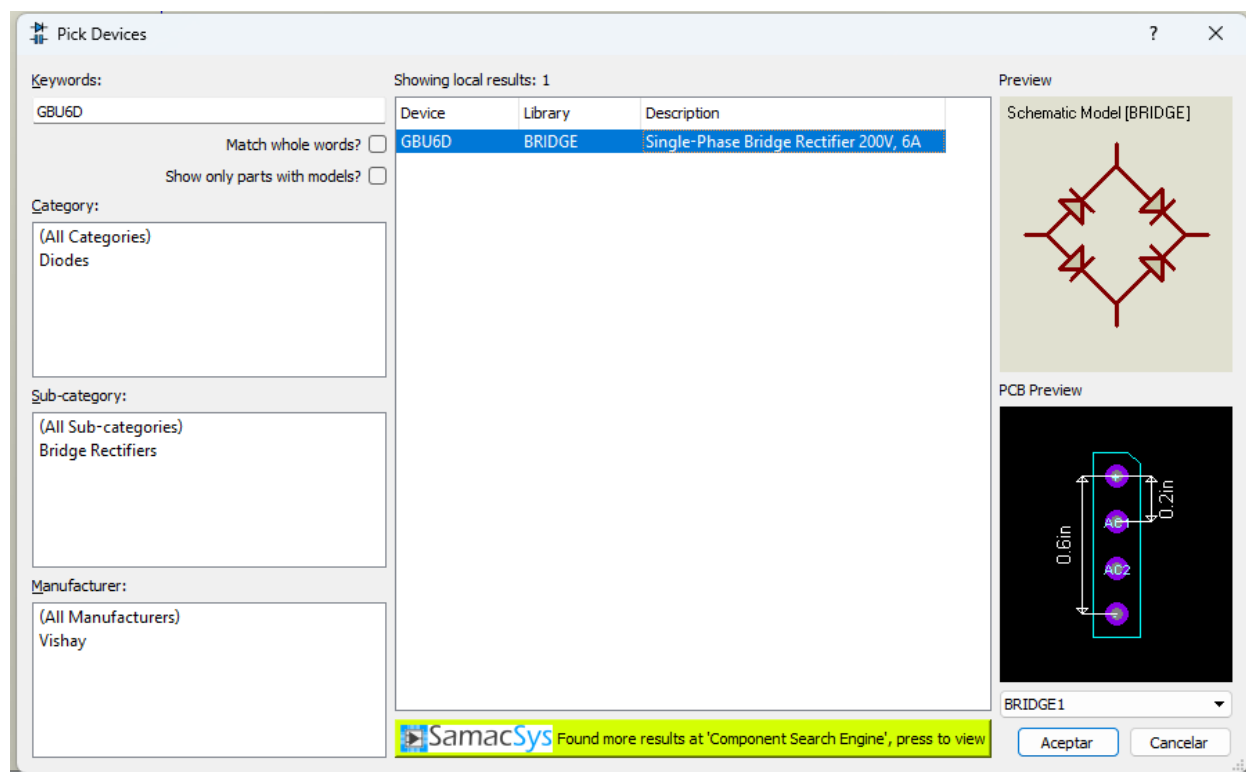 Pick Devices
?
Keywords:
GBU6D
Match whole words?
Show only parts with models?
Category:
(All Categories)
Diodes
Sub-category:
(All Sub-categories)
Bridge Rectifiers
Manufacturer:
(All Manufacturers)
Vishay
Showing local results: 1
Device Library Description
GBU6D BRIDGE Single-Phase Bridge Rectifier 200V, 6A
SamacSys Found more results at 'Component Search Engine', press to view
Preview
Schematic Model [BRIDGE]
PCB Preview
0.2in
0.6in
AC1
AC2
BRIDGE1
Aceptar Cancelar